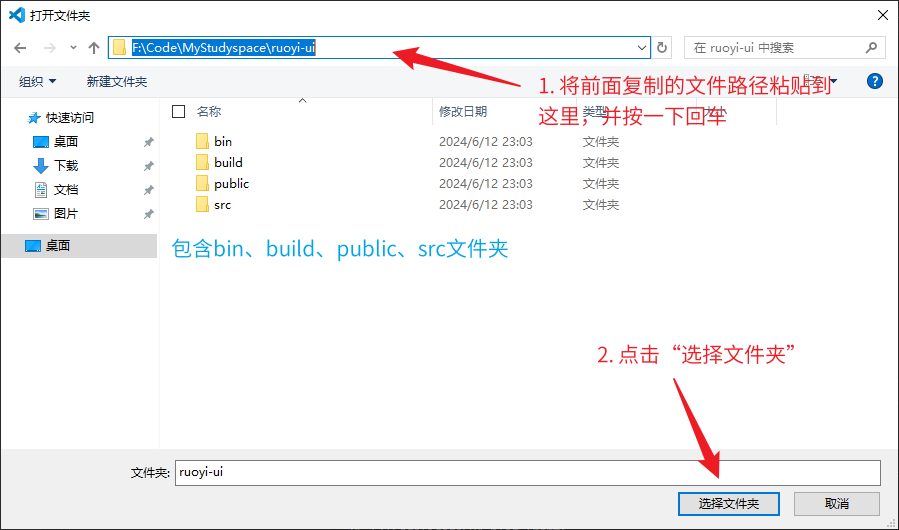 打开文件夹
F:\Code\MyStudyspace\ruoyi-ui
在 ruoyi-ui 中搜索
组织
新建文件夹
1. 将前面复制的文件路径粘贴到
这里，并按一下回车
快速访问
桌面
下载
文档
图片
桌面
名称
修改日期
类型
大小
bin
2024/6/12 23:03
文件夹
build
2024/6/12 23:03
文件夹
public
2024/6/12 23:03
文件夹
src
2024/6/12 23:03
文件夹
包含bin、build、public、src文件夹
2. 点击“选择文件夹”
文件夹:
ruoyi-ui
选择文件夹
取消